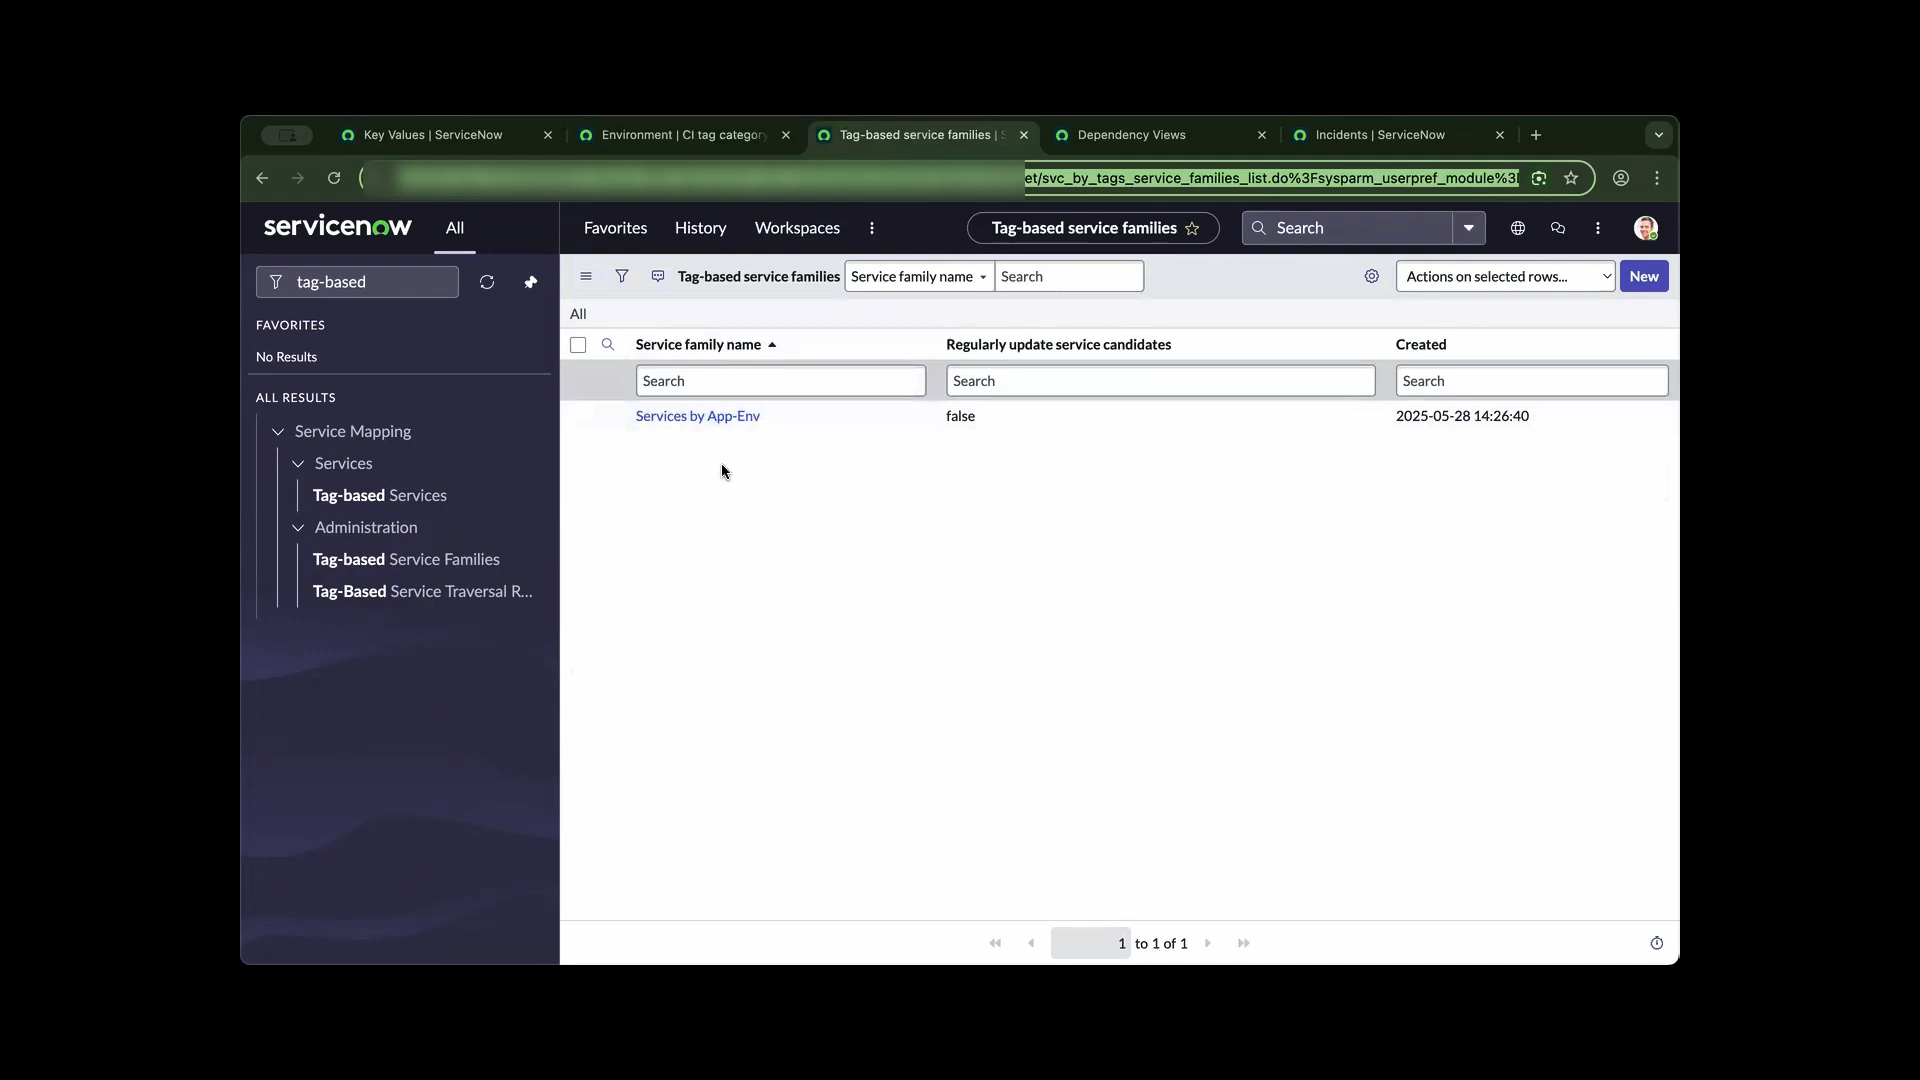 Key Values | ServiceNow
Environment | CI tag category
Tag-based service families | S
Dependency Views
Incidents | ServiceNow
et/svc_by_tags_service_families_list.do%3Fsysparm_userpref_module%3
servicenow
All
Favorites
History
Workspaces
Tag-based service families
Search
tag-based
FAVORITES
No Results
ALL RESULTS
Service Mapping
Services
Tag-based Services
Administration
Tag-based Service Families
Tag-Based Service Traversal R...
Tag-based service families
Service family name
Search
Actions on selected rows...
New
All
Service family name
Regularly update service candidates
Created
Search
Search
Search
Services by App-Env
false
2025-05-28 14:26:40
1 to 1 of 1